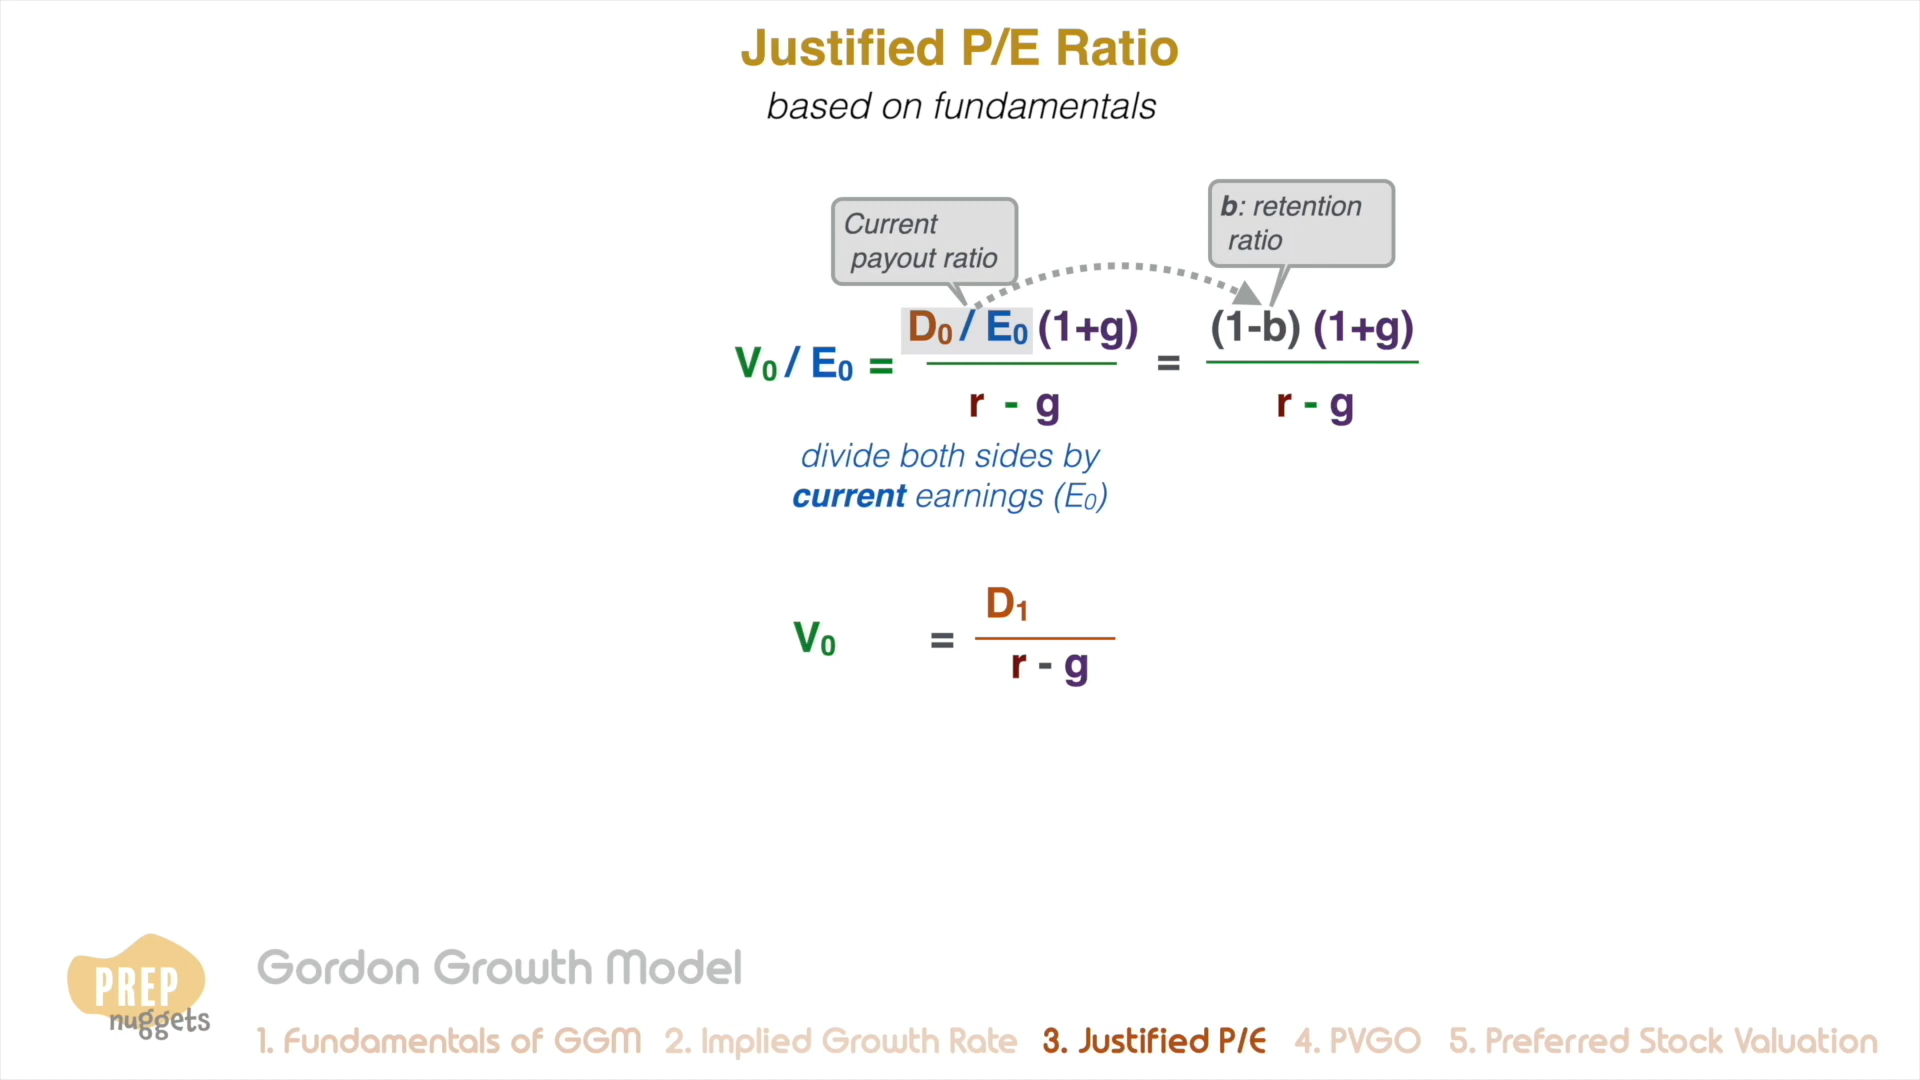 Justified P/E Ratio
based on fundamentals
Current
payout ratio
b: retention
ratio
V₀ / E₀ = D₀ / E₀ (1+g) = (1-b) (1+g)
r - g
r - g
divide both sides by
current earnings (E₀)
V₀ = D₁
r - g
PREP
nuggets
Gordon Growth Model
1. Fundamentals of GGM 2. Implied Growth Rate 3. Justified P/E 4. PVGO 5. Preferred Stock Valuation